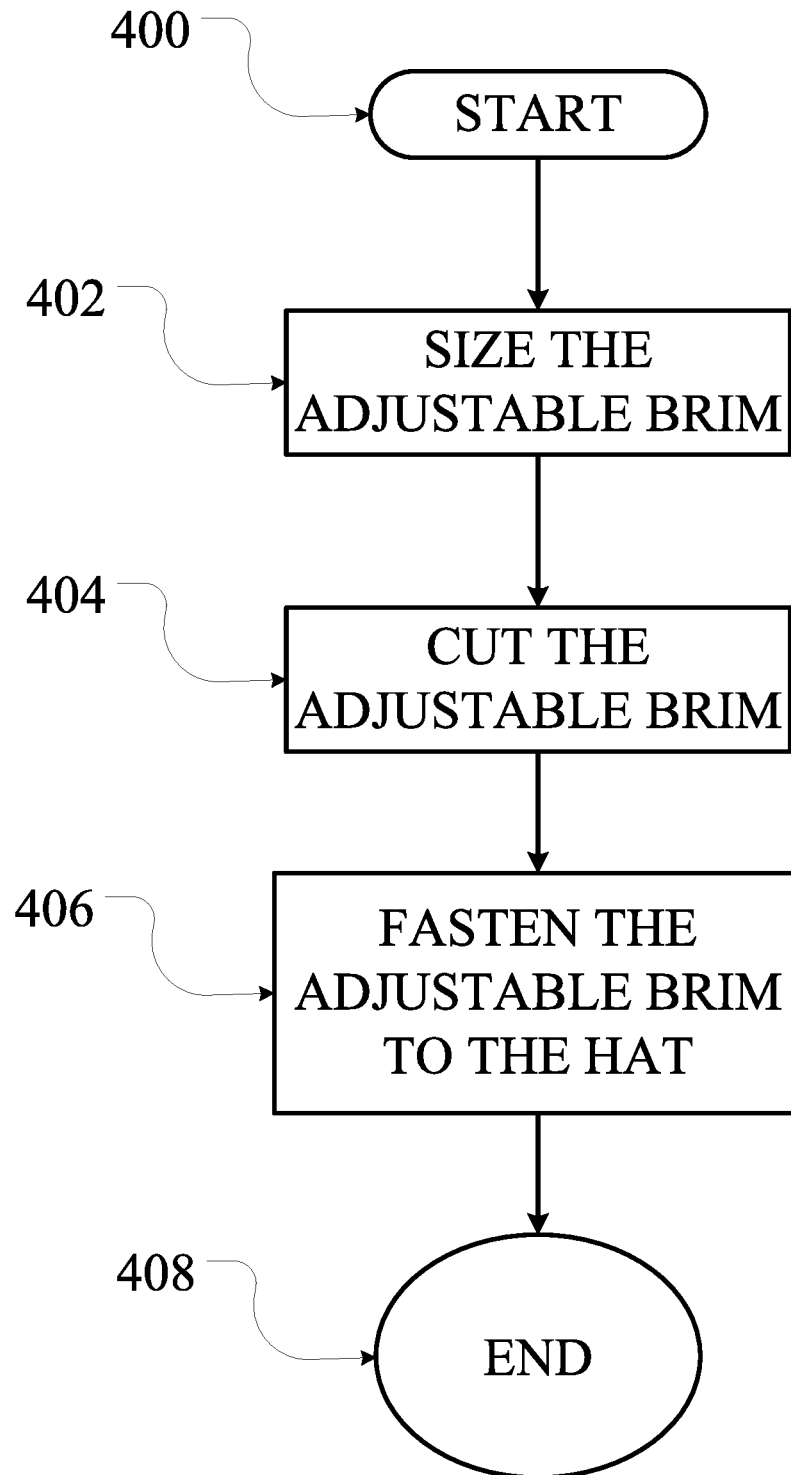 400
START
402
SIZE THE
ADJUSTABLE BRIM
404
CUT THE
ADJUSTABLE BRIM
406
FASTEN THE
ADJUSTABLE BRIM
TO THE HAT
408
END